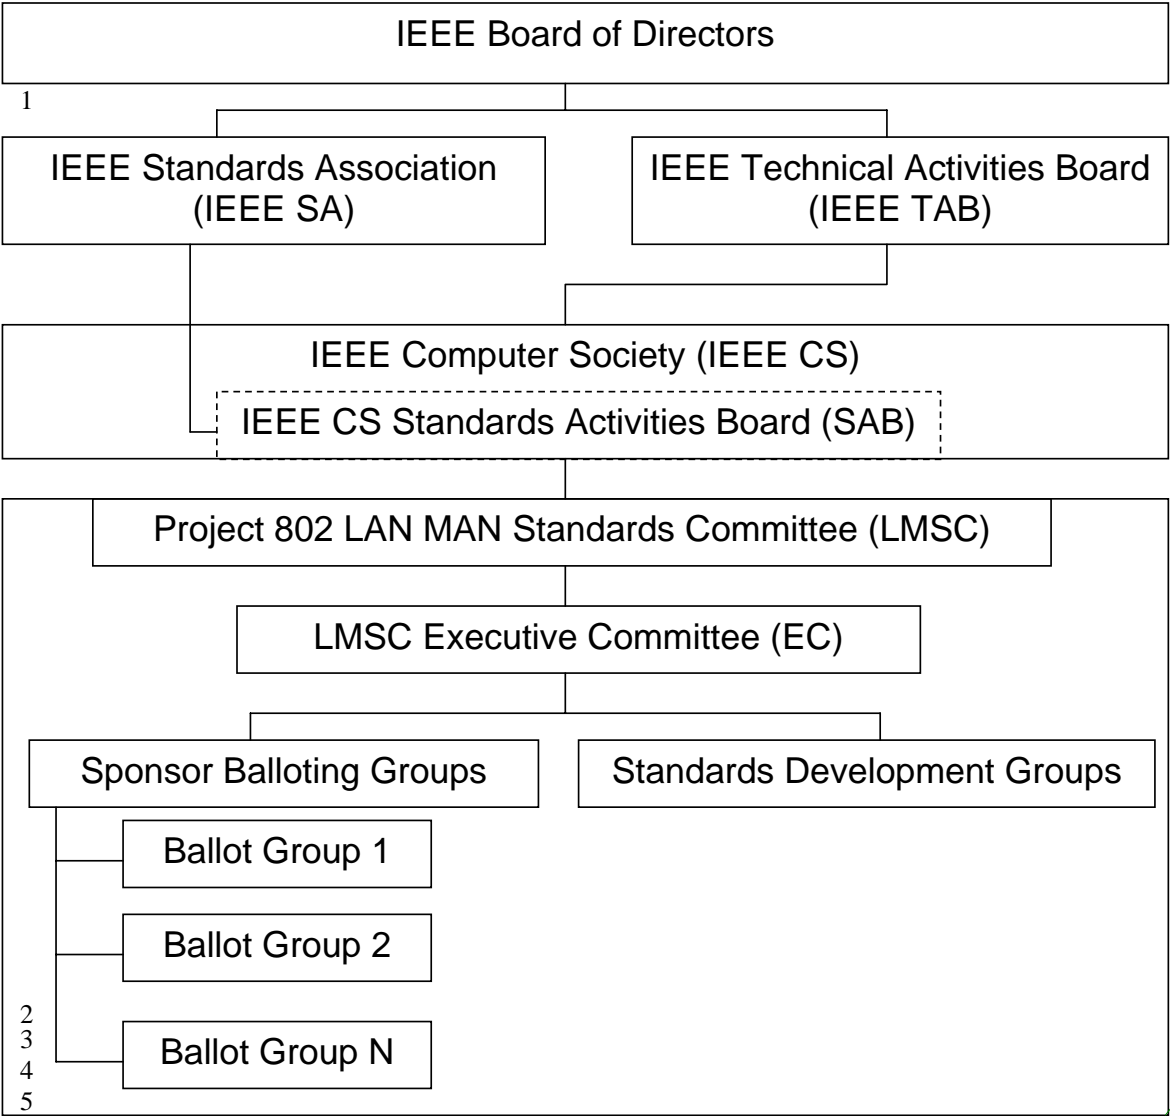 IEEE Board of Directors
1
IEEE Standards Association
(IEEE SA)
IEEE Technical Activities Board
(IEEE TAB)
IEEE Computer Society (IEEE CS)
IEEE CS Standards Activities Board (SAB)
Project 802 LAN MAN Standards Committee (LMSC)
LMSC Executive Committee (EC)
Sponsor Balloting Groups
Standards Development Groups
Ballot Group 1
Ballot Group 2
2
3
Ballot Group N
4
5